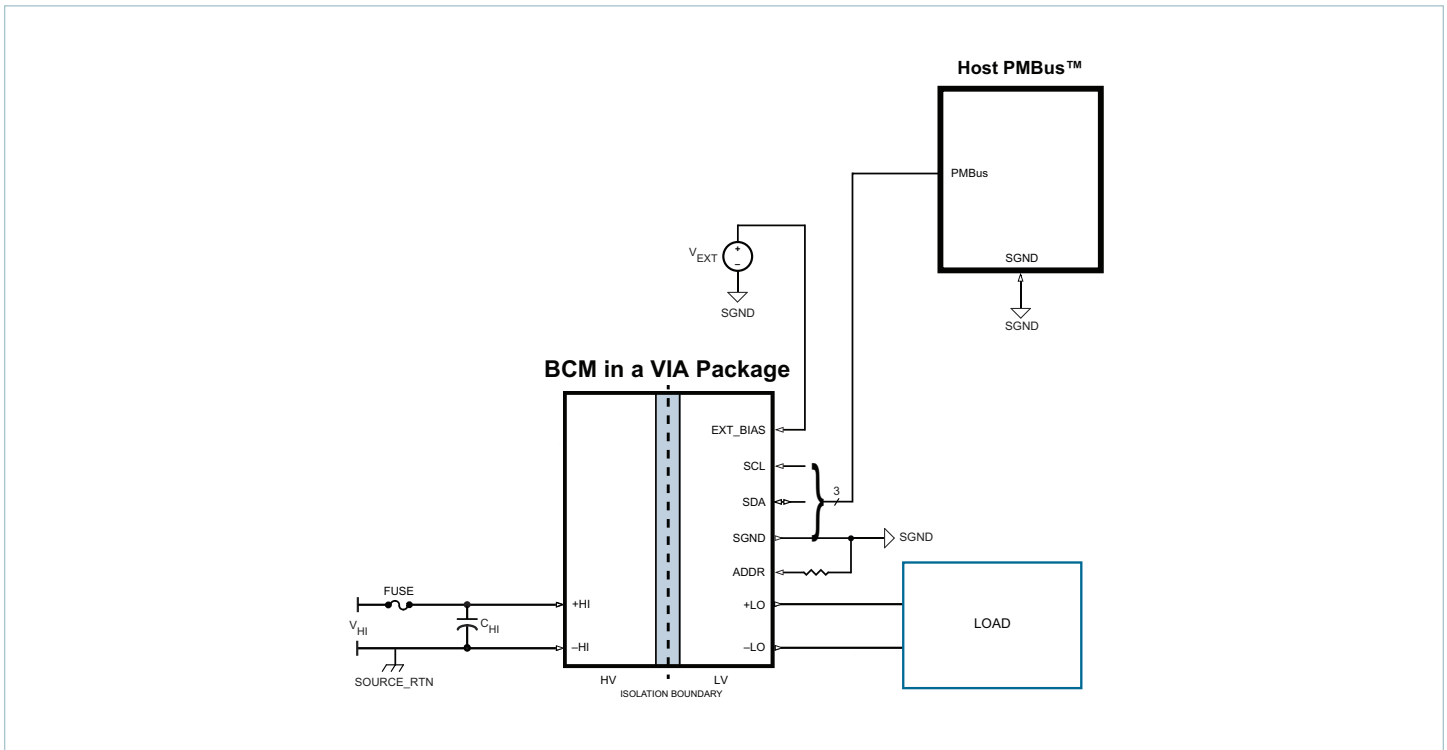 Host PMBus™
PMBus
SGND
SGND
V_EXT
+
–
SGND
BCM in a VIA Package
EXT_BIAS
SCL
SDA
3
SGND
SGND
ADDR
FUSE
+HI
+LO
LOAD
V_HI
C_HI
–HI
–LO
SOURCE_RTN
HV
LV
ISOLATION BOUNDARY